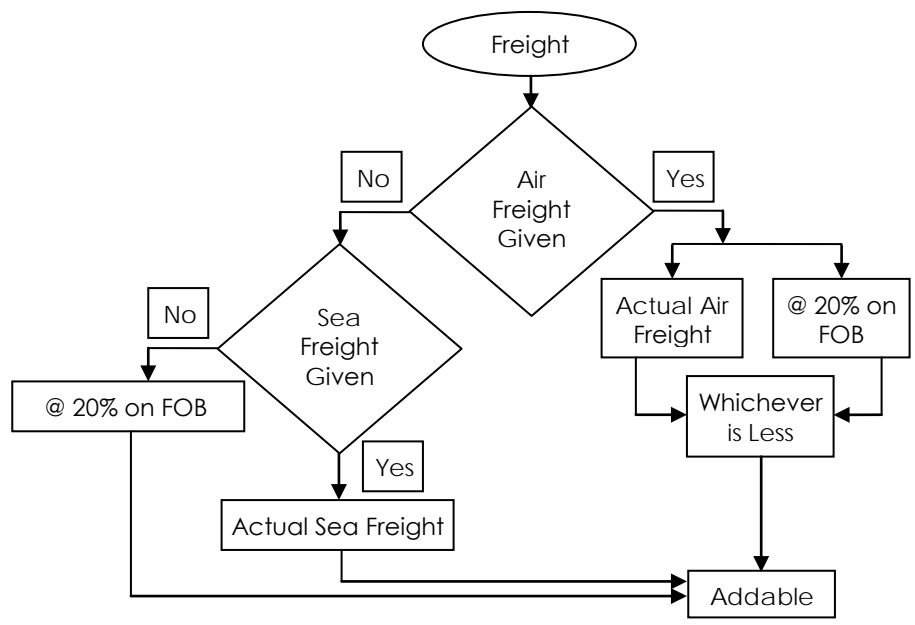 Freight
No
Air
Freight
Given
Yes
No
Sea
Freight
Given
Actual Air
Freight
@ 20% on
FOB
@ 20% on FOB
Whichever
is Less
Yes
Actual Sea Freight
Addable